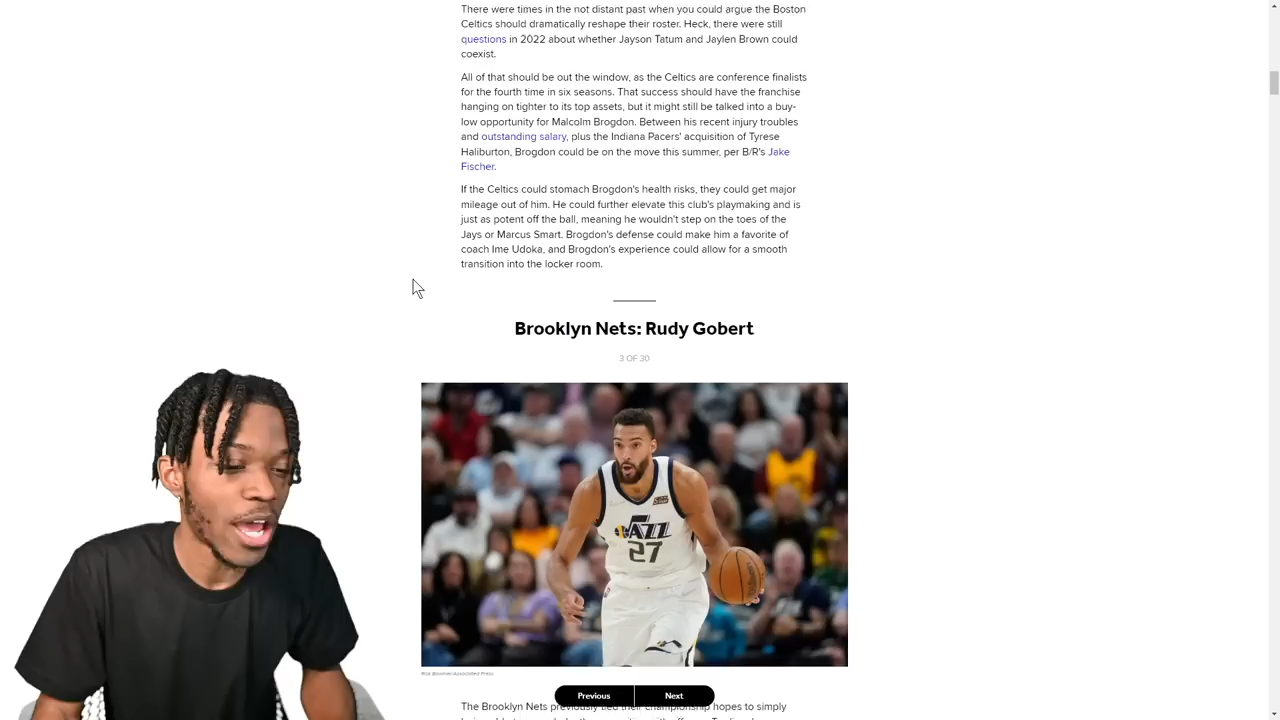 There were times in the not distant past when you could argue the Boston
Celtics should dramatically reshape their roster. Heck, there were still
questions in 2022 about whether Jayson Tatum and Jaylen Brown could
coexist.
All of that should be out the window, as the Celtics are conference finalists
for the fourth time in six seasons. That success should have the franchise
hanging on tighter to its top assets, but it might still be talked into a buy-
low opportunity for Malcolm Brogdon. Between his recent injury troubles
and outstanding salary, plus the Indiana Pacers' acquisition of Tyrese
Haliburton, Brogdon could be on the move this summer, per B/R's Jake
Fischer.
If the Celtics could stomach Brogdon's health risks, they could get major
mileage out of him. He could further elevate this club's playmaking and is
just as potent off the ball, meaning he wouldn't step on the toes of the
Jays or Marcus Smart. Brogdon's defense could make him a favorite of
coach Ime Udoka, and Brogdon's experience could allow for a smooth
transition into the locker room.
Brooklyn Nets: Rudy Gobert
3 OF 30
JAZZ
27
Rick Bowmer/Associated Press
Previous
Next
The Brooklyn Nets previously tied their championship hopes to simply